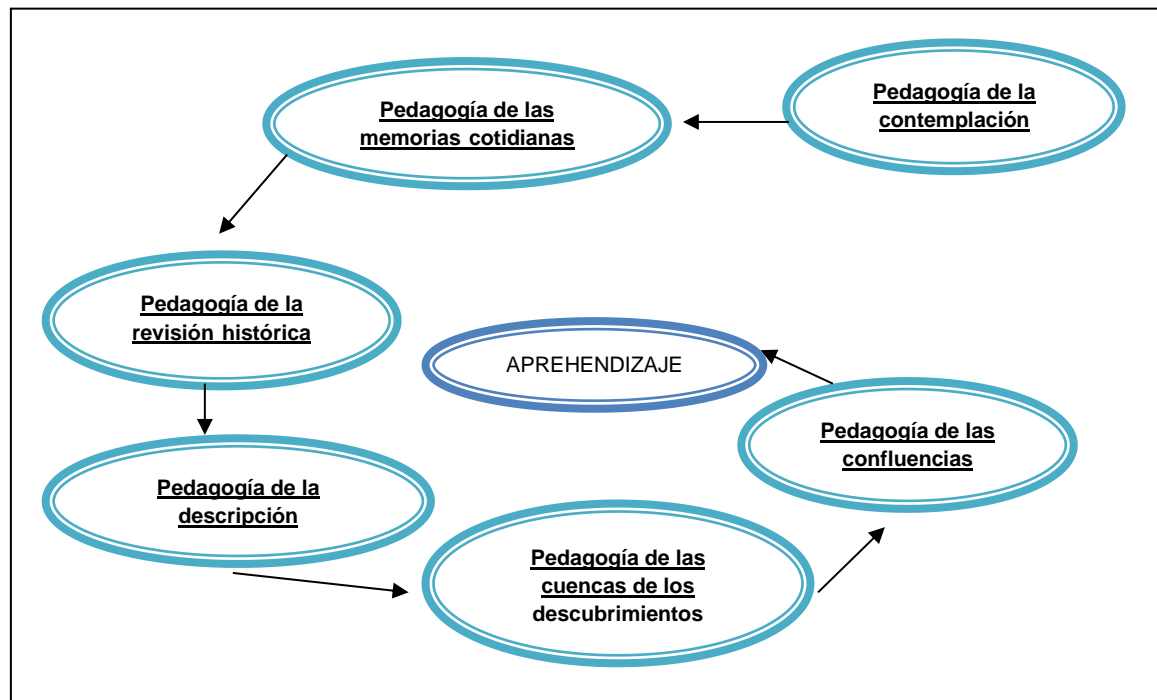 Pedagogía de las
memorias cotidianas
Pedagogía de la
contemplación
Pedagogía de la
revisión histórica
APREHENDIZAJE
Pedagogía de las
confluencias
Pedagogía de la
descripción
Pedagogía de las
cuencas de los
descubrimientos